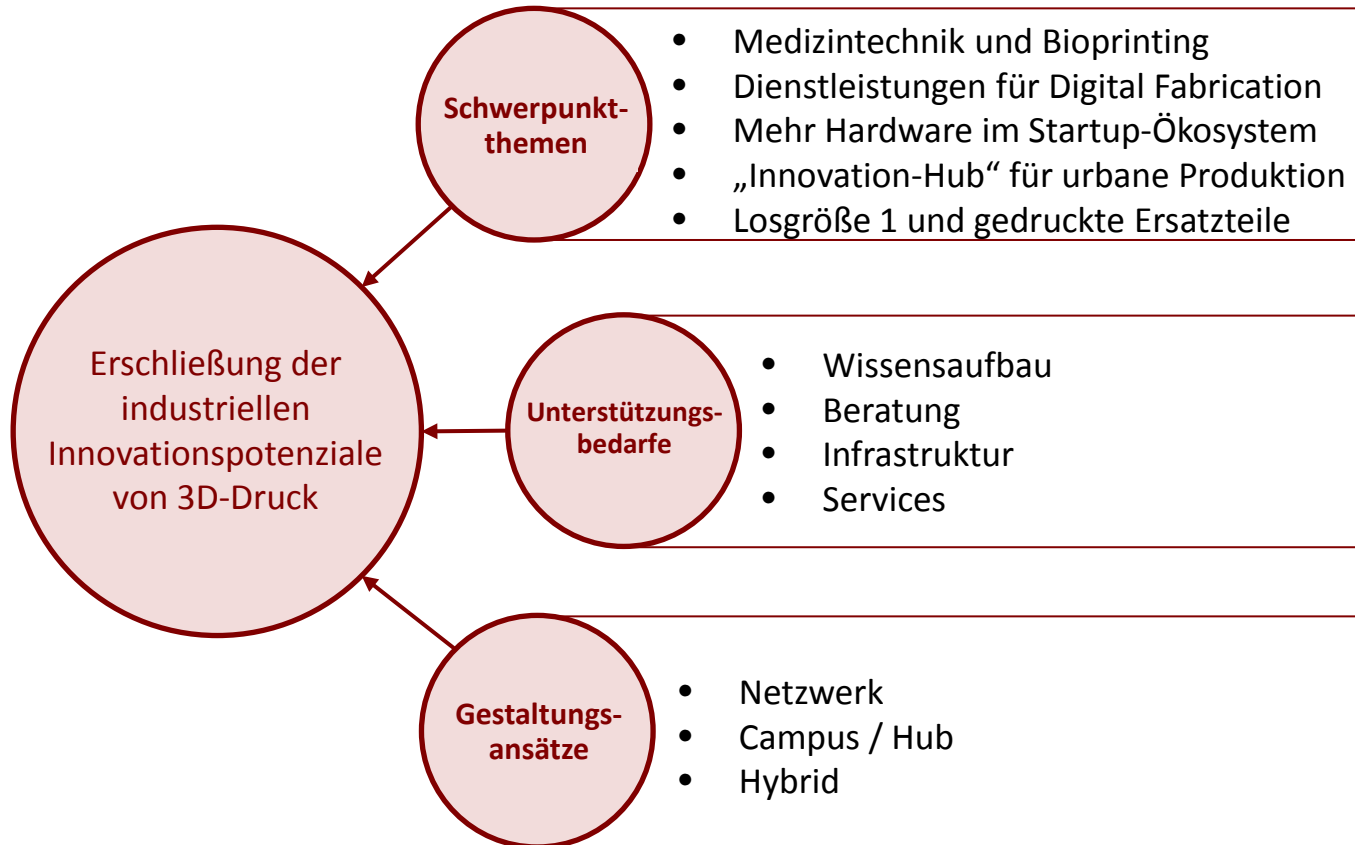 Schwerpunkt-
themen
• Medizintechnik und Bioprinting
• Dienstleistungen für Digital Fabrication
• Mehr Hardware im Startup-Ökosystem
• „Innovation-Hub“ für urbane Produktion
• Losgröße 1 und gedruckte Ersatzteile
Erschließung der
industriellen
Innovationspotenziale
von 3D-Druck
Unterstützungs-
bedarfe
• Wissensaufbau
• Beratung
• Infrastruktur
• Services
Gestaltungs-
ansätze
• Netzwerk
• Campus / Hub
• Hybrid